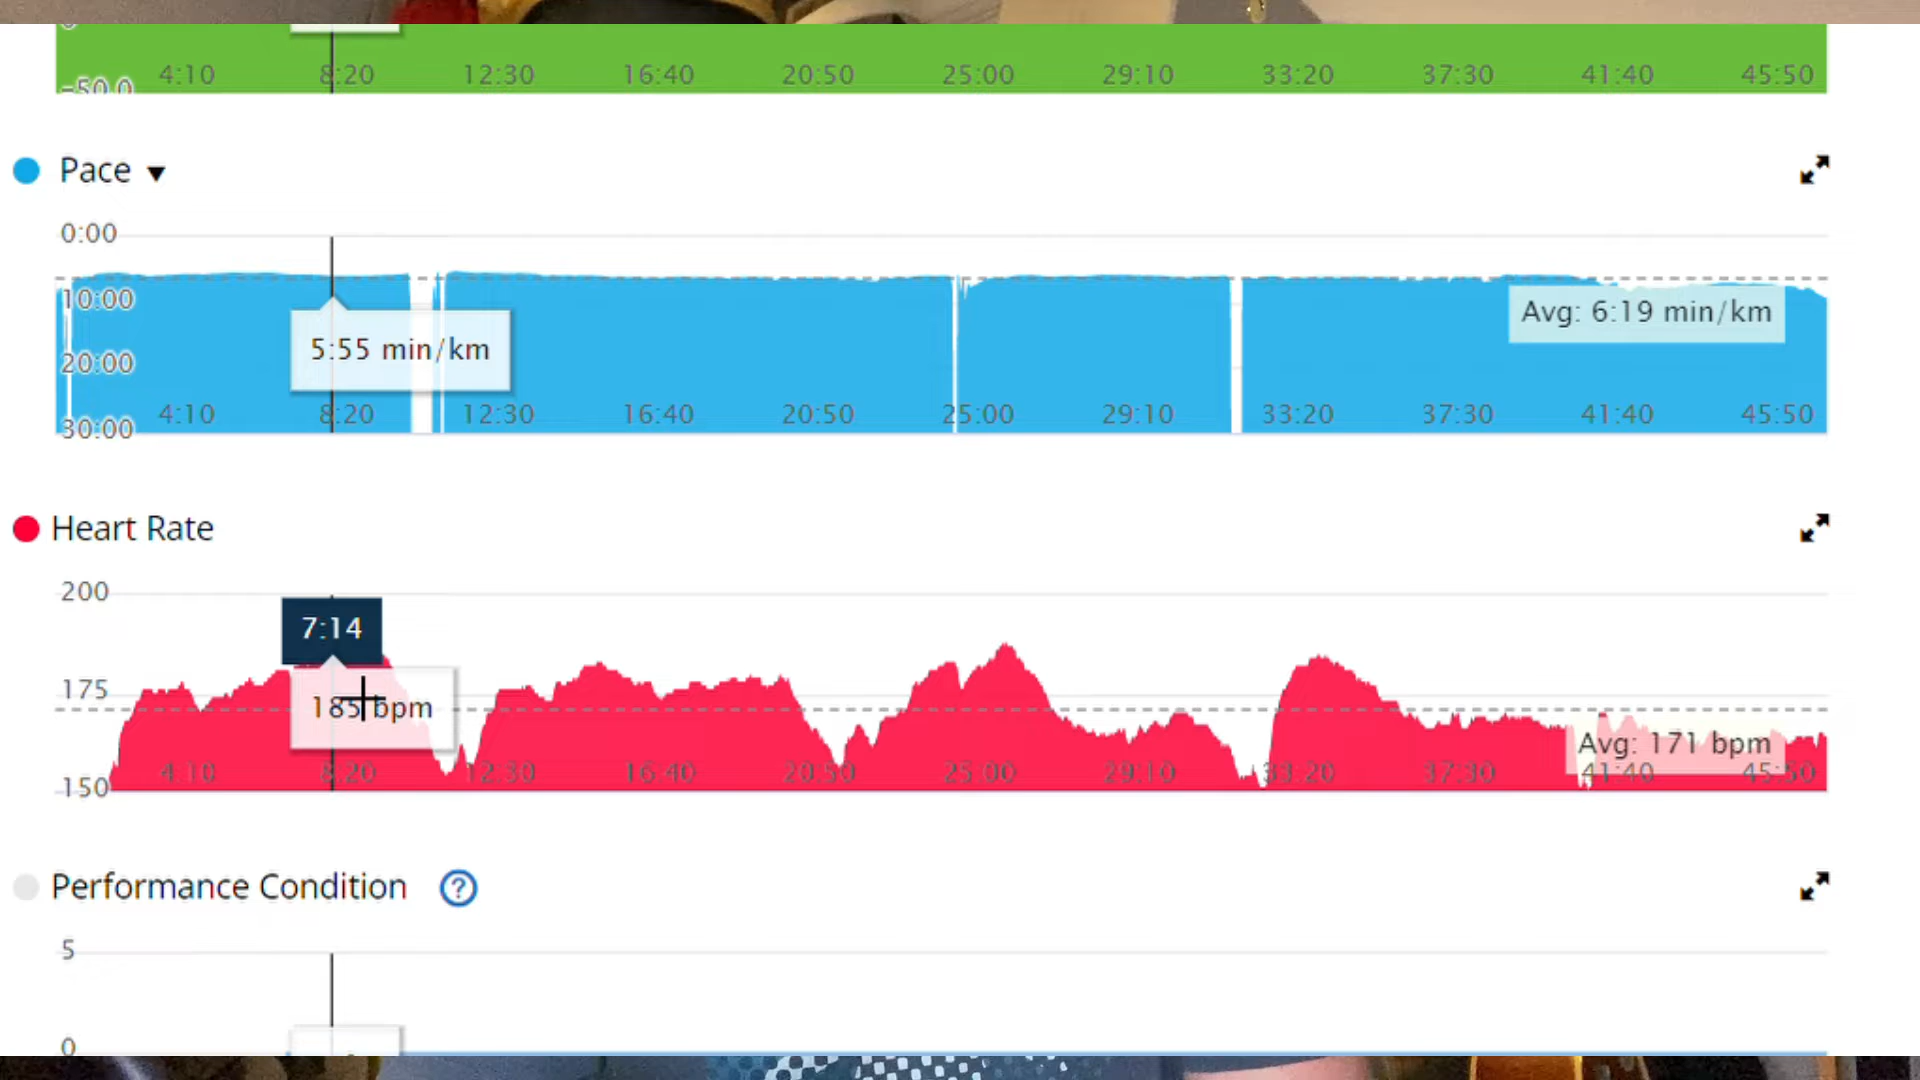 -50.0
4:10 8:20 12:30 16:40 20:50 25:00 29:10 33:20 37:30 41:40 45:50
Pace
0:00
10:00
Avg: 6:19 min/km
5:55 min/km
20:00
4:10 8:20 12:30 16:40 20:50 25:00 29:10 33:20 37:30 41:40 45:50
30:00
Heart Rate
200
7:14
175
185 bpm
Avg: 171 bpm
4:10 8:20 12:30 16:40 20:50 25:00 29:10 33:20 37:30 41:40 45:50
150
Performance Condition ?
5
0